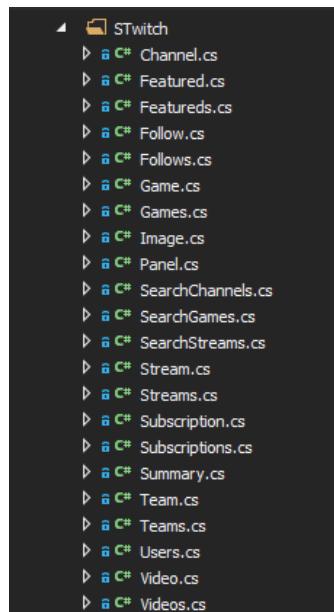 STwitch
C# Channel.cs
C# Featured.cs
C# Featureds.cs
C# Follow.cs
C# Follows.cs
C# Game.cs
C# Games.cs
C# Image.cs
C# Panel.cs
C# SearchChannels.cs
C# SearchGames.cs
C# SearchStreams.cs
C# Stream.cs
C# Streams.cs
C# Subscription.cs
C# Subscriptions.cs
C# Summary.cs
C# Team.cs
C# Teams.cs
C# Users.cs
C# Video.cs
C# Videos.cs